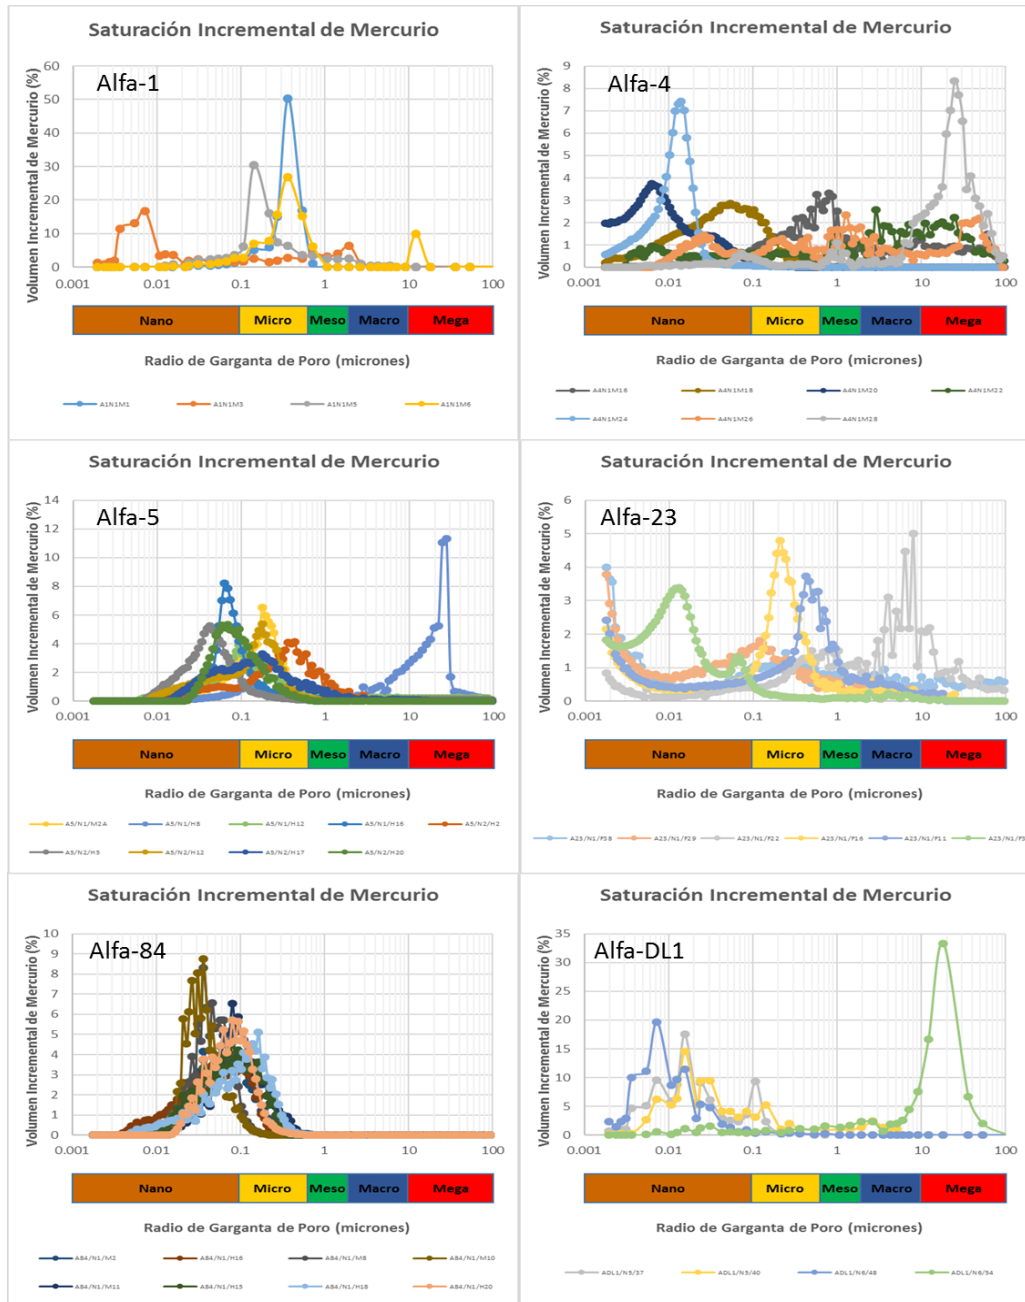 Saturación Incremental de Mercurio
Alfa-1
Volumen Incremental de Mercurio (%)
60
50
40
30
20
10
0
0.001 0.01 0.1 1 10 100
Nano Micro Meso Macro Mega
Radio de Garganta de Poro (micrones)
A1N1M1 A1N1M3 A1N1M5 A1N1M6
Saturación Incremental de Mercurio
Alfa-4
Volumen Incremental de Mercurio (%)
9
8
7
6
5
4
3
2
1
0
0.001 0.01 0.1 1 10 100
Nano Micro Meso Macro Mega
Radio de Garganta de Poro (micrones)
A4N1M16 A4N1M18 A4N1M20 A4N1M22
A4N1M24 A4N1M26 A4N1M28
Saturación Incremental de Mercurio
Alfa-5
Volumen Incremental de Mercurio (%)
14
12
10
8
6
4
2
0
0.001 0.01 0.1 1 10 100
Nano Micro Meso Macro Mega
Radio de Garganta de Poro (micrones)
A5/N1/M2A A5/N1/H8 A5/N1/H12 A5/N1/H16 A5/N2/H2
A5/N2/H5 A5/N2/H12 A5/N2/H17 A5/N2/H20
Saturación Incremental de Mercurio
Alfa-23
Volumen Incremental de Mercurio (%)
6
5
4
3
2
1
0
0.001 0.01 0.1 1 10 100
Nano Micro Meso Macro Mega
Radio de Garganta de Poro (micrones)
A23/N1/F38 A23/N1/F29 A23/N1/F22 A23/N1/F16 A23/N1/F11 A23/N1/F3
Saturación Incremental de Mercurio
Alfa-84
Volumen Incremental de Mercurio (%)
10
9
8
7
6
5
4
3
2
1
0
0.001 0.01 0.1 1 10 100
Nano Micro Meso Macro Mega
Radio de Garganta de Poro (micrones)
A84/N1/M2 A84/N1/H16 A84/N1/M8 A84/N1/M10
A84/N1/M11 A84/N1/H15 A84/N1/H18 A84/N1/H20
Saturación Incremental de Mercurio
Alfa-DL1
Volumen Incremental de Mercurio (%)
35
30
25
20
15
10
5
0
0.001 0.01 0.1 1 10 100
Nano Micro Meso Macro Mega
Radio de Garganta de Poro (micrones)
ADL1/N5/37 ADL1/N5/40 ADL1/N6/48 ADL1/N6/54